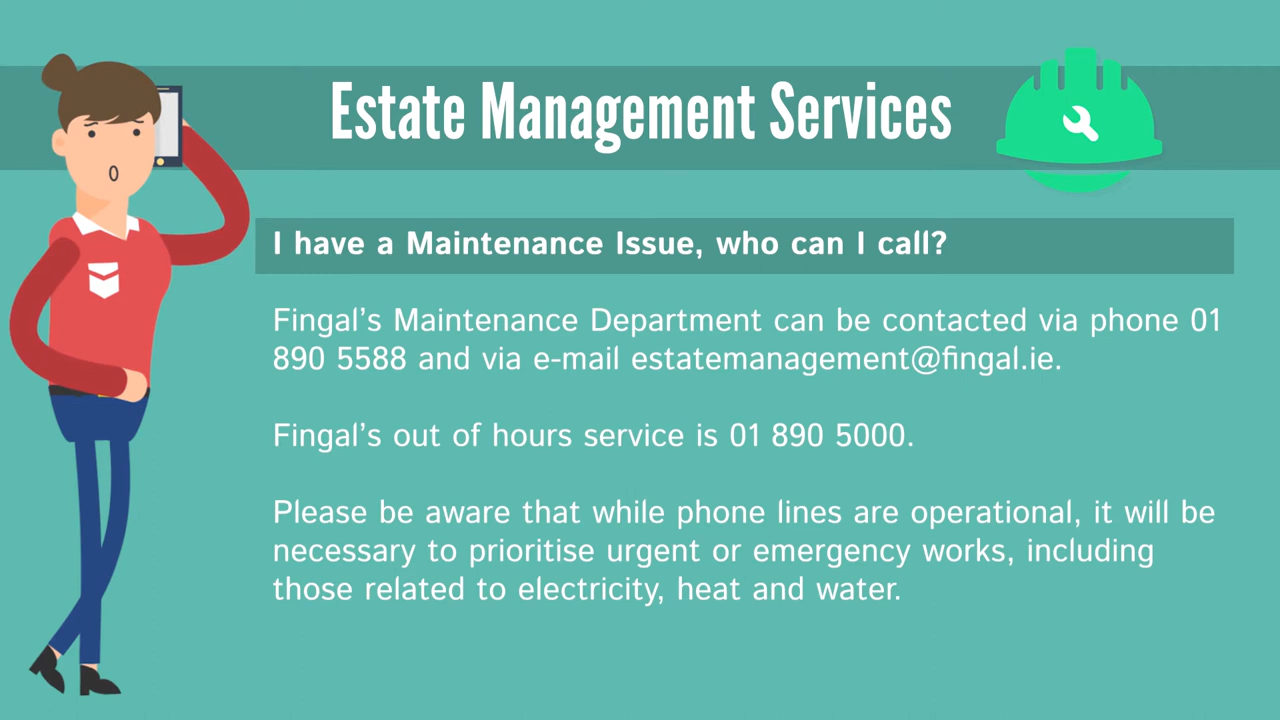 Estate Management Services
I have a Maintenance Issue, who can I call?
Fingal’s Maintenance Department can be contacted via phone 01
890 5588 and via e-mail estatemanagement@fingal.ie.
Fingal’s out of hours service is 01 890 5000.
Please be aware that while phone lines are operational, it will be
necessary to prioritise urgent or emergency works, including
those related to electricity, heat and water.